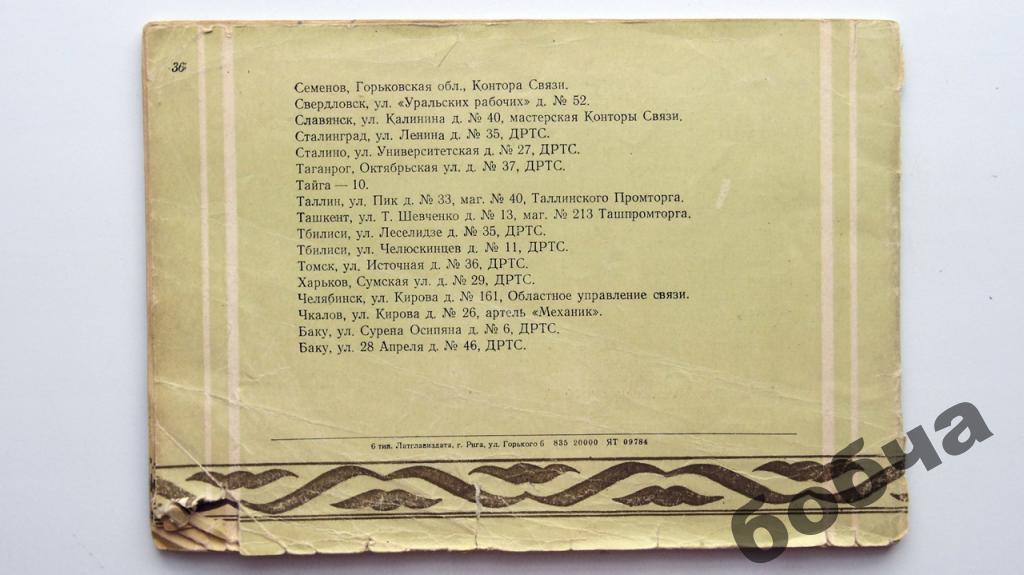 36
Семенов, Горьковская обл., Контора Связи.
Свердловск, ул. «Уральских рабочих» д. № 52.
Славянск, ул. Калинина д. № 40, мастерская Конторы Связи.
Сталинград, ул. Ленина д. № 35, ДРТС.
Сталино, ул. Университетская д. № 27, ДРТС.
Таганрог, Октябрьская ул. д. № 37, ДРТС.
Тайга — 10.
Таллин, ул. Пик д. № 33, маг. № 40, Таллинского Промторга.
Ташкент, ул. Т. Шевченко д. № 13, маг. № 213 Ташпромторга.
Тбилиси, ул. Леселидзе д. № 35, ДРТС.
Тбилиси, ул. Челюскинцев д. № 11, ДРТС.
Томск, ул. Источная д. № 36, ДРТС.
Харьков, Сумская ул. д. № 29, ДРТС.
Челябинск, ул. Кирова д. № 161, Областное управление связи.
Чкалов, ул. Кирова д. № 26, артель «Механик».
Баку, ул. Сурена Осипяна д. № 6, ДРТС.
Баку, ул. 28 Апреля д. № 46, ДРТС.
6 тип. Латглавиздата, г. Рига, ул. Горького 6 835 20000 ЯТ 09784
бобча